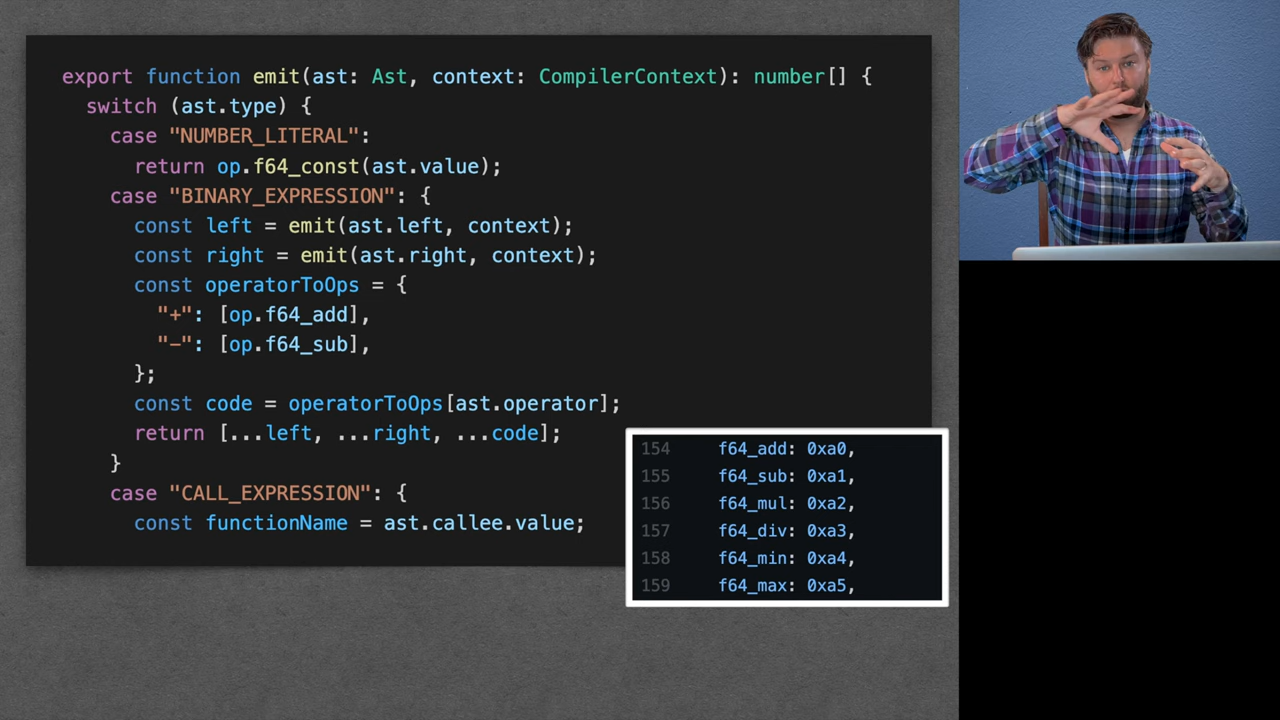 export function emit(ast: Ast, context: CompilerContext): number[] {
switch (ast.type) {
case "NUMBER_LITERAL":
return op.f64_const(ast.value);
case "BINARY_EXPRESSION": {
const left = emit(ast.left, context);
const right = emit(ast.right, context);
const operatorToOps = {
"+": [op.f64_add],
"−": [op.f64_sub],
};
const code = operatorToOps[ast.operator];
return [...left, ...right, ...code];
}
case "CALL_EXPRESSION": {
const functionName = ast.callee.value;
154 f64_add: 0xa0,
155 f64_sub: 0xa1,
156 f64_mul: 0xa2,
157 f64_div: 0xa3,
158 f64_min: 0xa4,
159 f64_max: 0xa5,